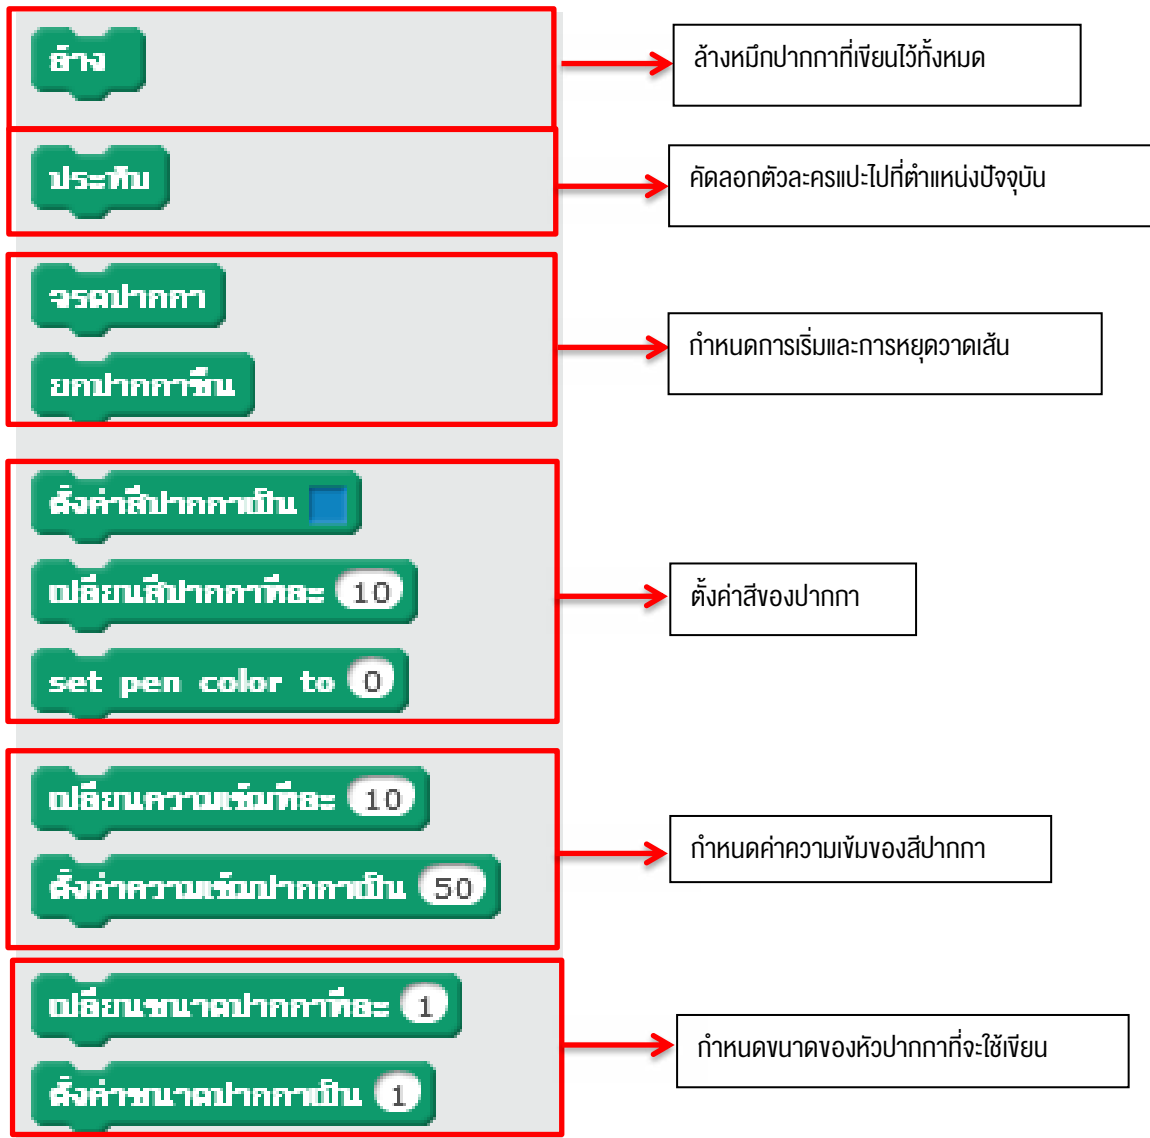 ล้าง
ล้างหมึกปากกาที่เขียนไว้ทั้งหมด
ประทับ
คัดลอกตัวละครแปะไปที่ตำแหน่งปัจจุบัน
จรดปากกา
ยกปากกาขึ้น
กำหนดการเริ่มและการหยุดวาดเส้น
ตั้งค่าสีปากกาเป็น
เปลี่ยนสีปากกาทีละ 10
set pen color to 0
ตั้งค่าสีของปากกา
เปลี่ยนความเข้มทีละ 10
ตั้งค่าความเข้มปากกาเป็น 50
กำหนดค่าความเข้มของสีปากกา
เปลี่ยนขนาดปากกาทีละ 1
ตั้งค่าขนาดปากกาเป็น 1
กำหนดขนาดของหัวปากกาที่จะใช้เขียน